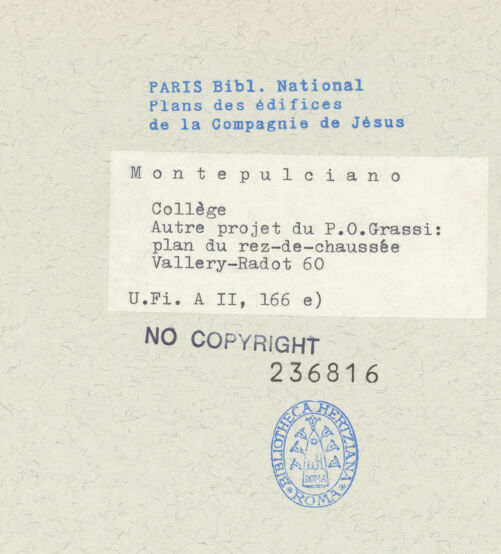 PARIS Bibl. National
Plans des édifices
de la Compagnie de Jésus
Montepulciano
Collège
Autre projet du P.O.Grassi:
plan du rez-de-chaussée
Vallery-Radot 60
U.Fi. A II, 166 e)
NO COPYRIGHT
236816
BIBLIOTHECA HERTZIANA
ROMA
*ROMA*